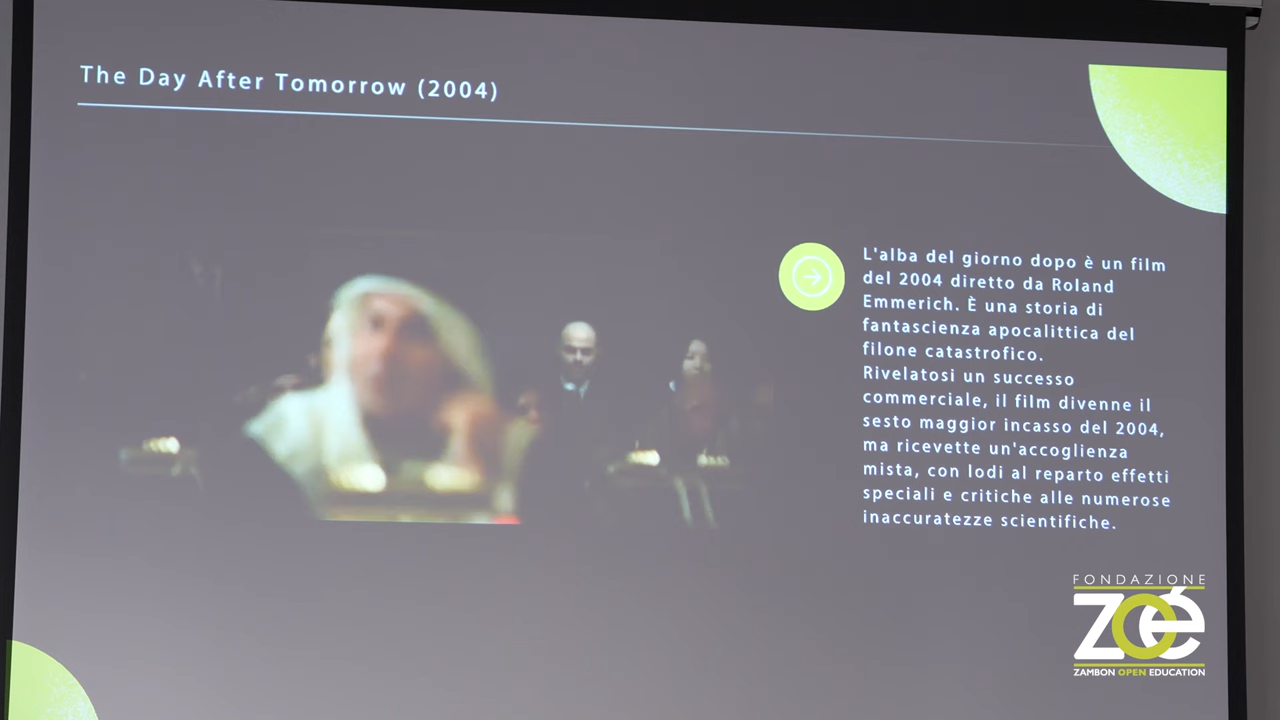 The Day After Tomorrow (2004)
L'alba del giorno dopo è un film
del 2004 diretto da Roland
Emmerich. È una storia di
fantascienza apocalittica del
filone catastrofico.
Rivelatosi un successo
commerciale, il film divenne il
sesto maggior incasso del 2004,
ma ricevette un'accoglienza
mista, con lodi al reparto effetti
speciali e critiche alle numerose
inaccuratezze scientifiche.
FONDAZIONE
Zoé
ZAMBON OPEN EDUCATION